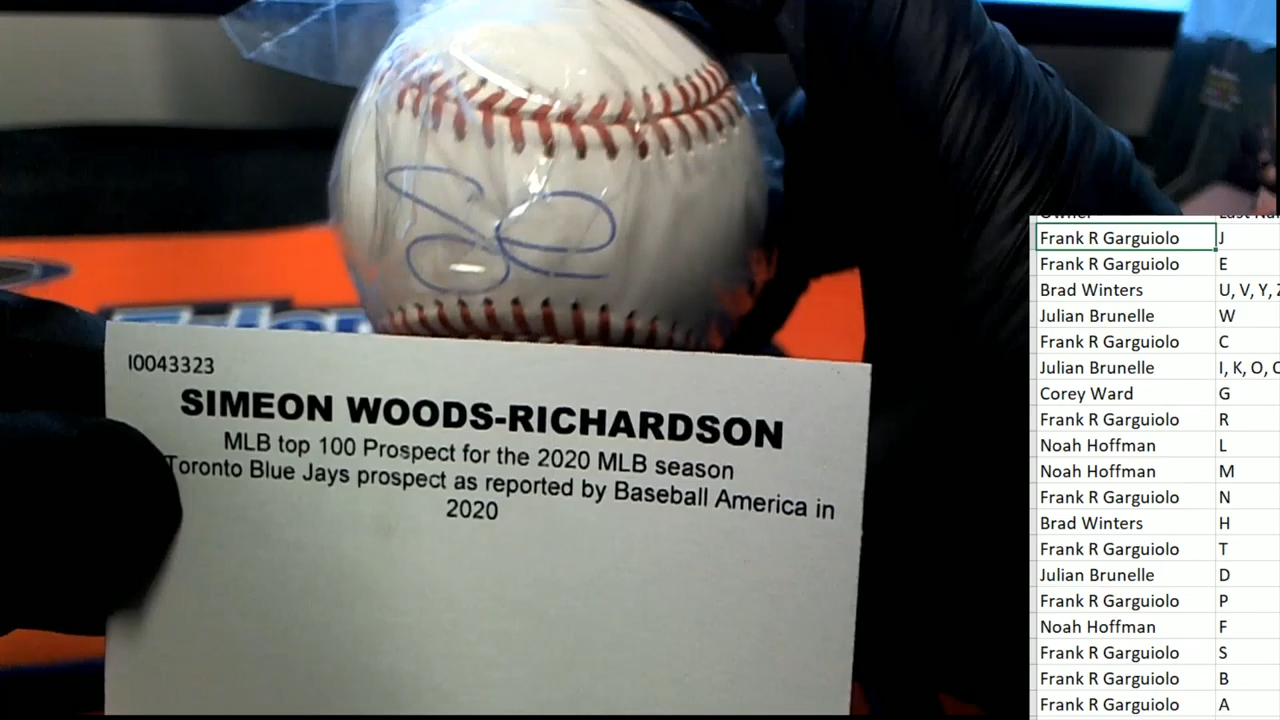 I0043323
SIMEON WOODS-RICHARDSON
MLB top 100 Prospect for the 2020 MLB season
Toronto Blue Jays prospect as reported by Baseball America in
2020
Owner
Frank R Garguiolo J
Frank R Garguiolo E
Brad Winters U, V, Y, Z
Julian Brunelle W
Frank R Garguiolo C
Julian Brunelle I, K, O,
Corey Ward G
Frank R Garguiolo R
Noah Hoffman L
Noah Hoffman M
Frank R Garguiolo N
Brad Winters H
Frank R Garguiolo T
Julian Brunelle D
Frank R Garguiolo P
Noah Hoffman F
Frank R Garguiolo S
Frank R Garguiolo B
Frank R Garguiolo A